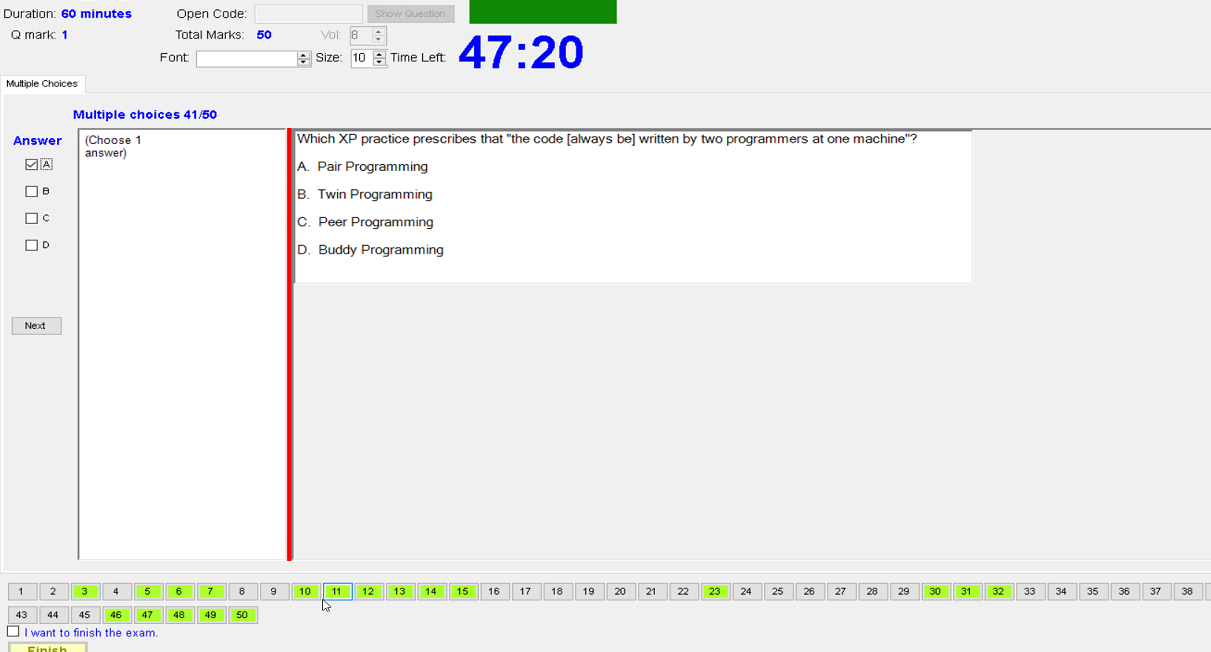 Duration: 60 minutes Open Code: Show Question
Q mark: 1 Total Marks: 50 Vol: 8
47:20
Font: Size: 10 Time Left:
Multiple Choices
Multiple choices 41/50
Answer
(Choose 1
answer)
A
B
C
D
Next
Which XP practice prescribes that "the code [always be] written by two programmers at one machine"?
A. Pair Programming
B. Twin Programming
C. Peer Programming
D. Buddy Programming
1 2 3 4 5 6 7 8 9 10 11 12 13 14 15 16 17 18 19 20 21 22 23 24 25 26 27 28 29 30 31 32 33 34 35 36 37 38
43 44 45 46 47 48 49 50
I want to finish the exam.
Finish